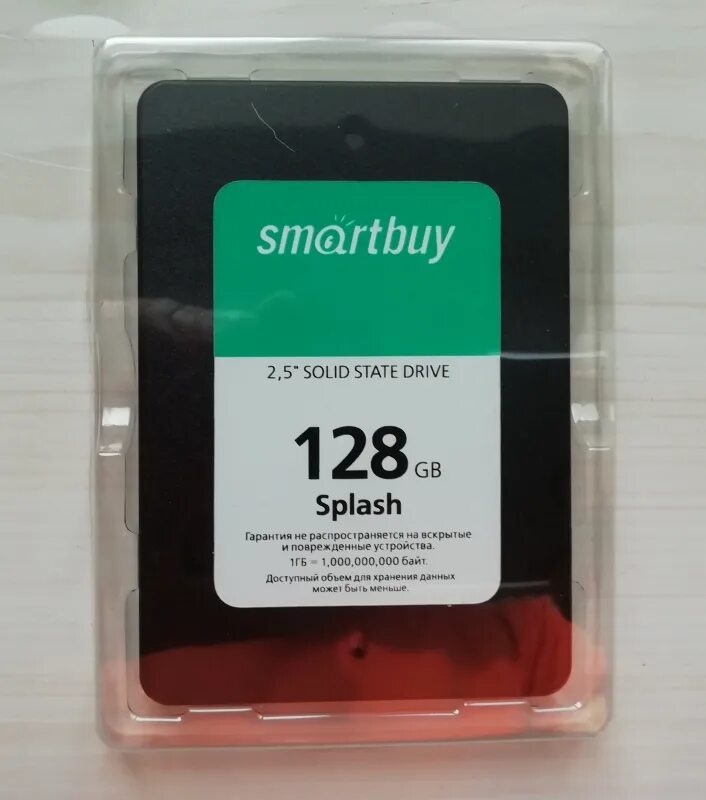 smartbuy
2,5" SOLID STATE DRIVE
128 GB
Splash
Гарантия не распространяется на вскрытые
и поврежденные устройства.
1ГБ = 1,000,000,000 байт.
Доступный объем для хранения данных
может быть меньше.